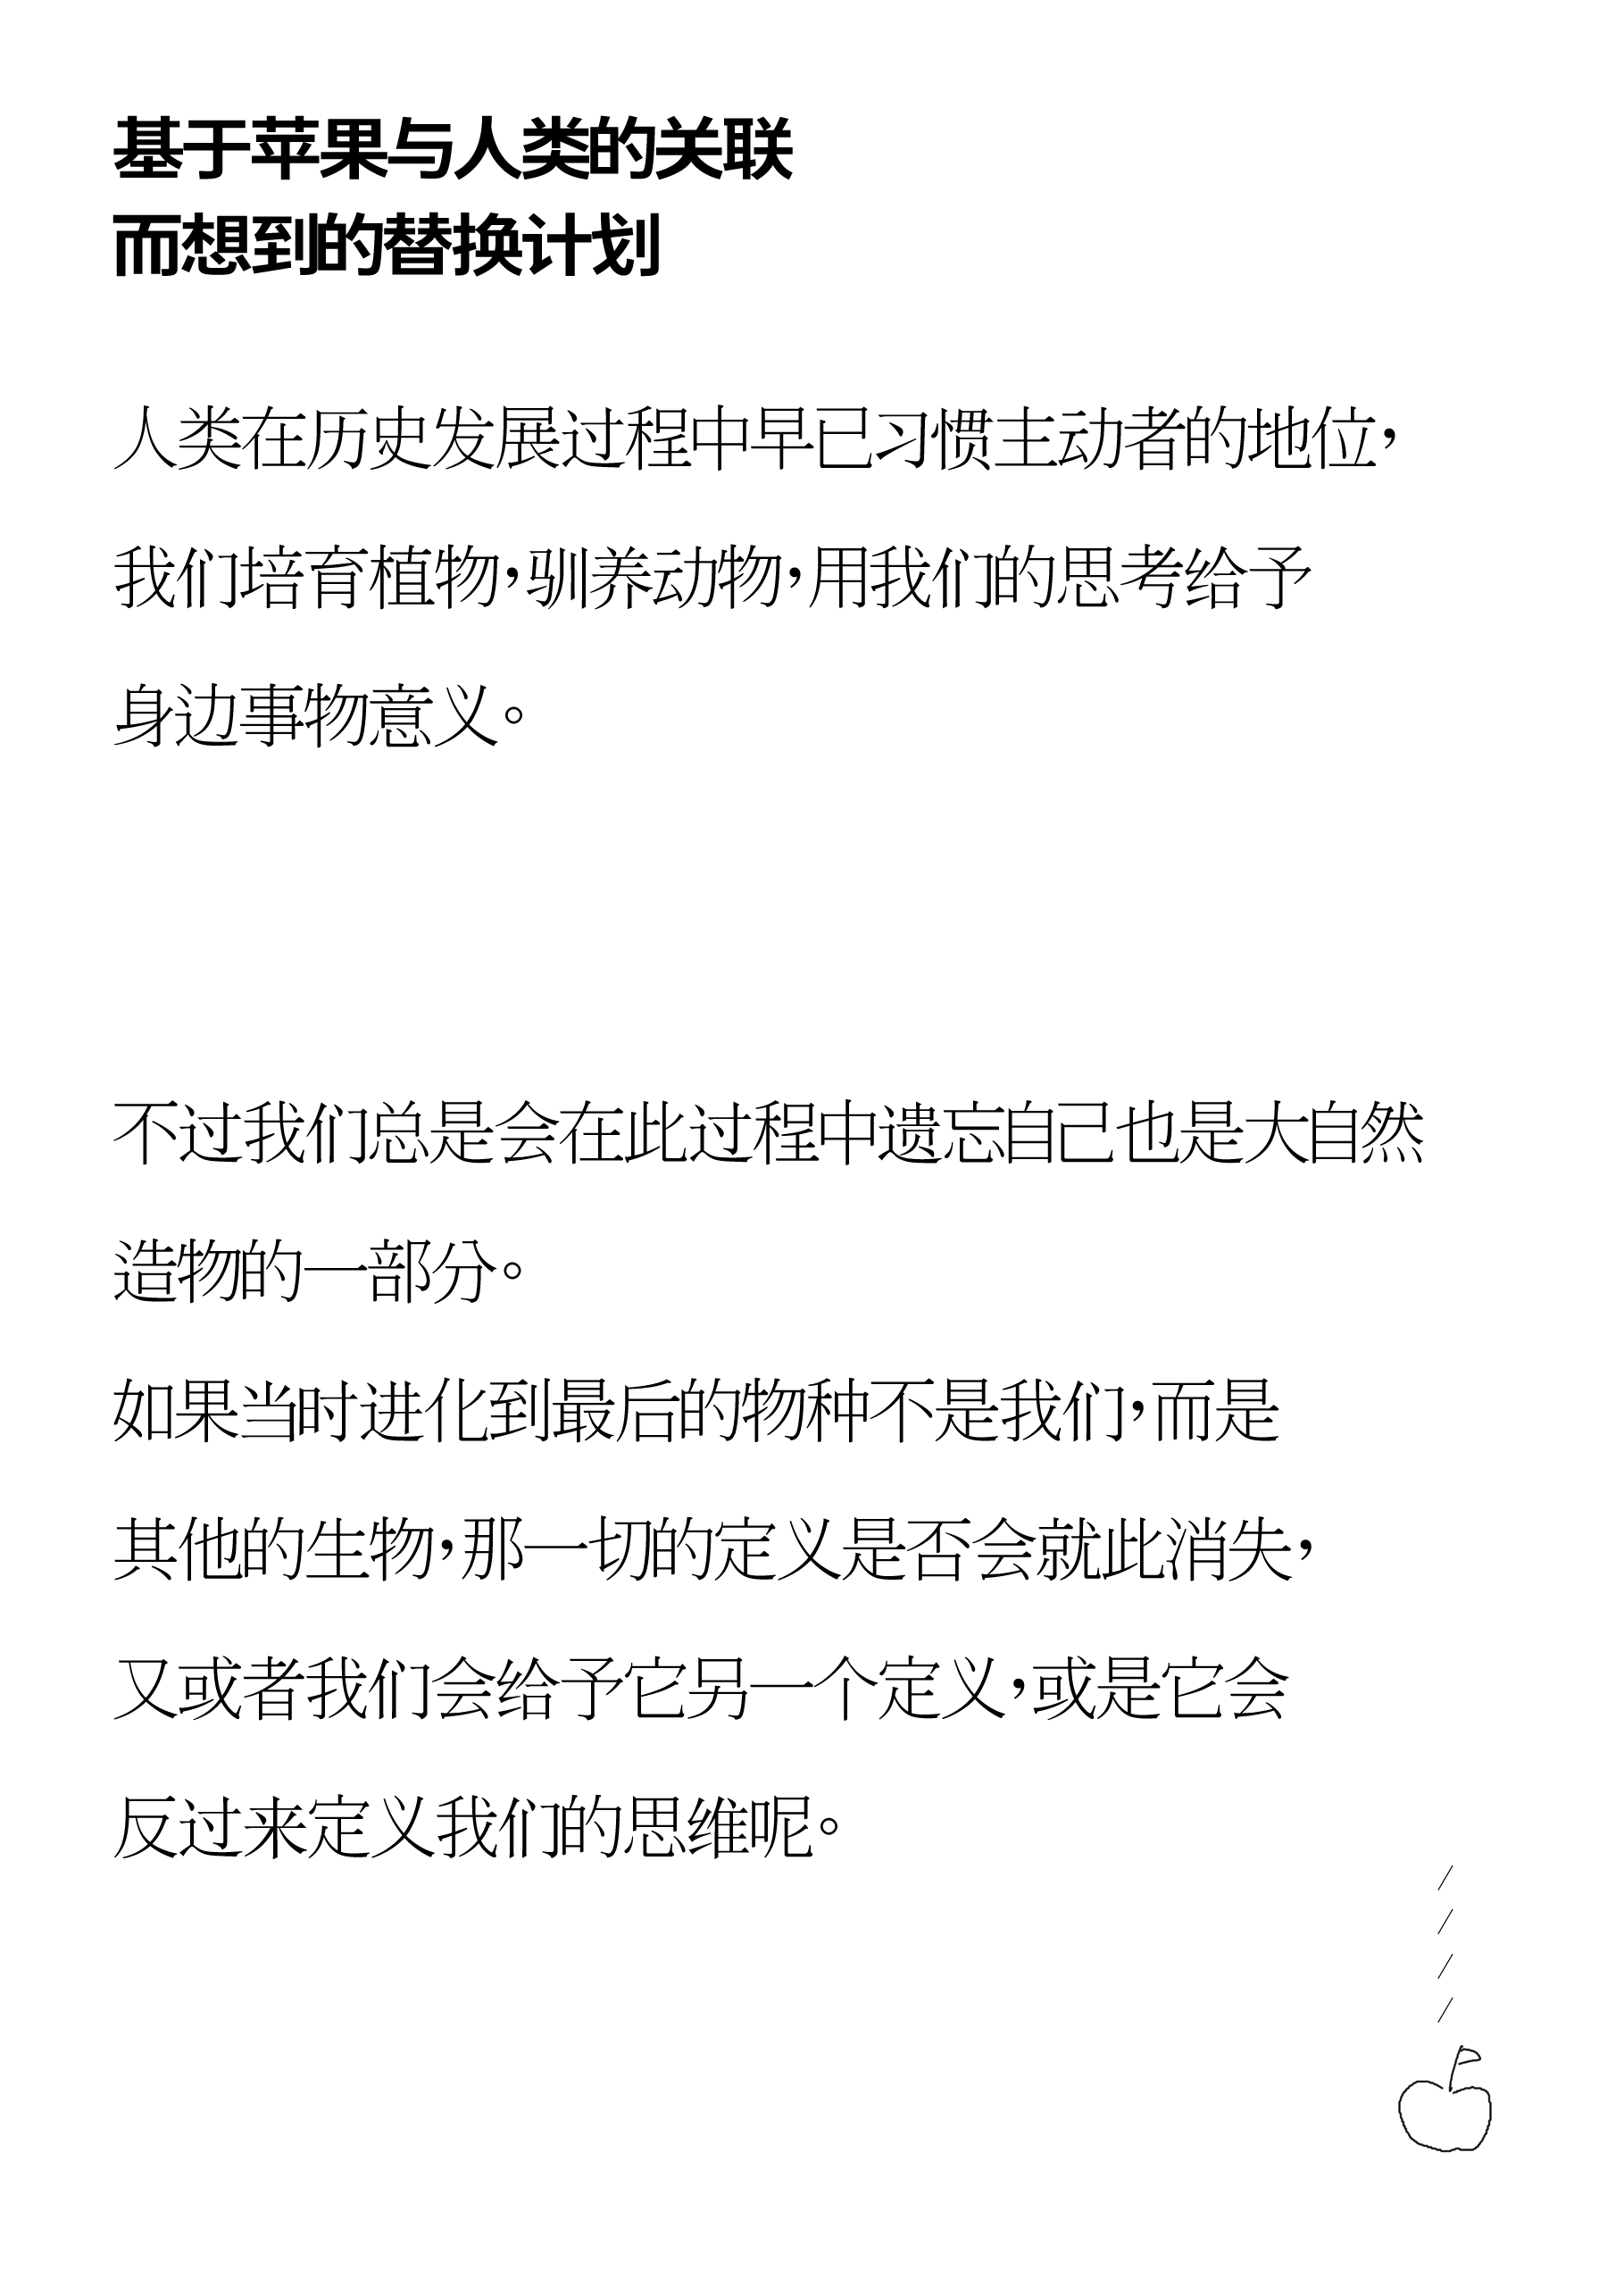 基于苹果与人类的关联
而想到的替换计划
人类在历史发展过程中早已习惯主动者的地位，
我们培育植物，驯养动物，用我们的思考给予
身边事物意义。
不过我们总是会在此过程中遗忘自己也是大自然
造物的一部分。
如果当时进化到最后的物种不是我们，而是
其他的生物，那一切的定义是否会就此消失，
又或者我们会给予它另一个定义，或是它会
反过来定义我们的思维呢。